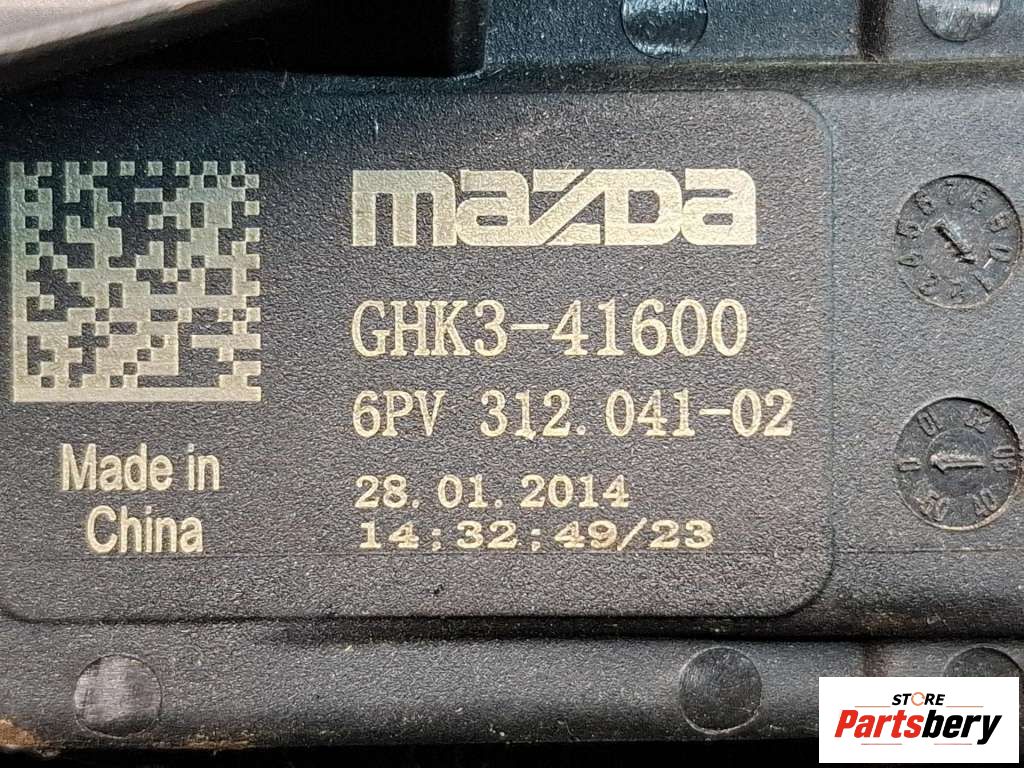 mazda
GHK3-41600
6PV 312.041-02
28.01.2014
14;32;49/23
Made in
China
STORE
Partsbery